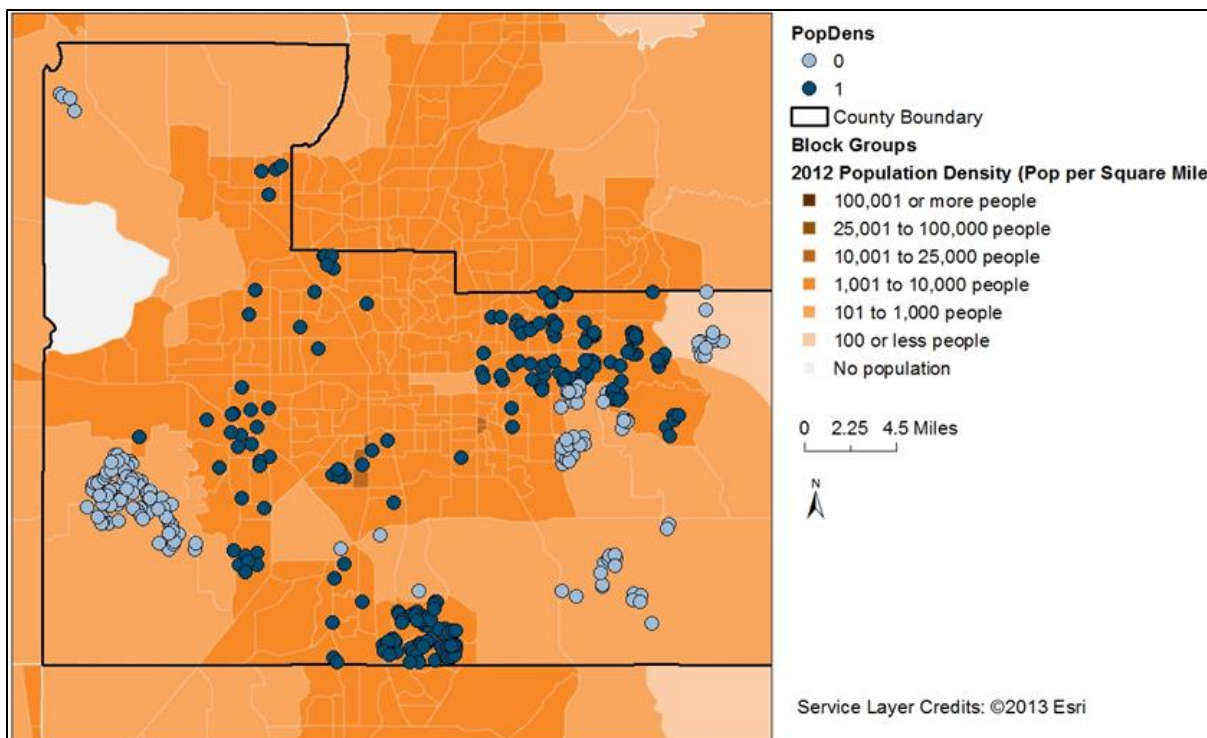 PopDens
0
1
County Boundary
Block Groups
2012 Population Density (Pop per Square Mile
100,001 or more people
25,001 to 100,000 people
10,001 to 25,000 people
1,001 to 10,000 people
101 to 1,000 people
100 or less people
No population
0 2.25 4.5 Miles
N
Service Layer Credits: ©2013 Esri